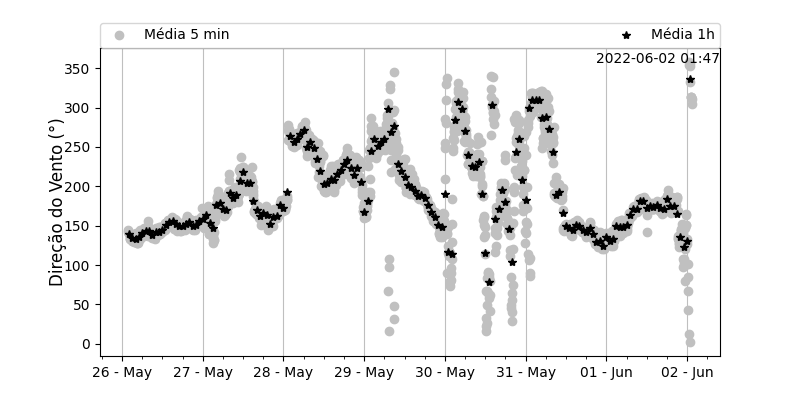 Média 5 min
Média 1h
2022-06-02 01:47
Direção do Vento (°)
350
300
250
200
150
100
50
0
26 - May
27 - May
28 - May
29 - May
30 - May
31 - May
01 - Jun
02 - Jun